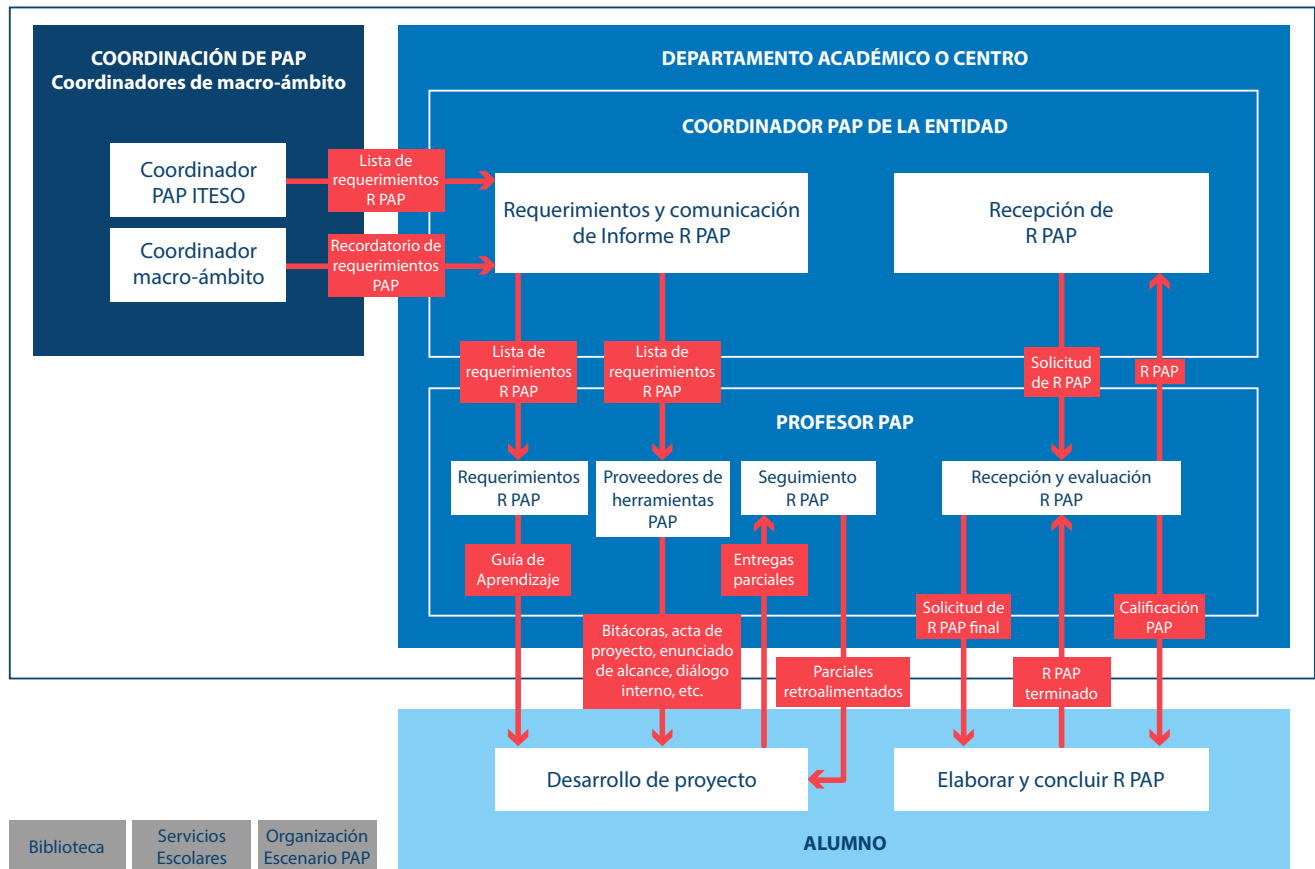 COORDINACIÓN DE PAP
Coordinadores de macro-ámbito
DEPARTAMENTO ACADÉMICO O CENTRO
COORDINADOR PAP DE LA ENTIDAD
Coordinador
PAP ITESO
Lista de
requerimientos
R PAP
Requerimientos y comunicación
de Informe R PAP
Recepción de
R PAP
Coordinador
macro-ámbito
Recordatorio de
requerimientos
PAP
Lista de
requerimientos
R PAP
Lista de
requerimientos
R PAP
Solicitud
de R PAP
R PAP
PROFESOR PAP
Requerimientos
R PAP
Proveedores de
herramientas
PAP
Seguimiento
R PAP
Recepción y evaluación
R PAP
Guía de
Aprendizaje
Entregas
parciales
Bitácoras, acta de
proyecto, enunciado
de alcance, diálogo
interno, etc.
Parciales
retroalimentados
Solicitud de
R PAP final
R PAP
terminado
Calificación
PAP
Desarrollo de proyecto
Elaborar y concluir R PAP
ALUMNO
Biblioteca
Servicios
Escolares
Organización
Escenario PAP